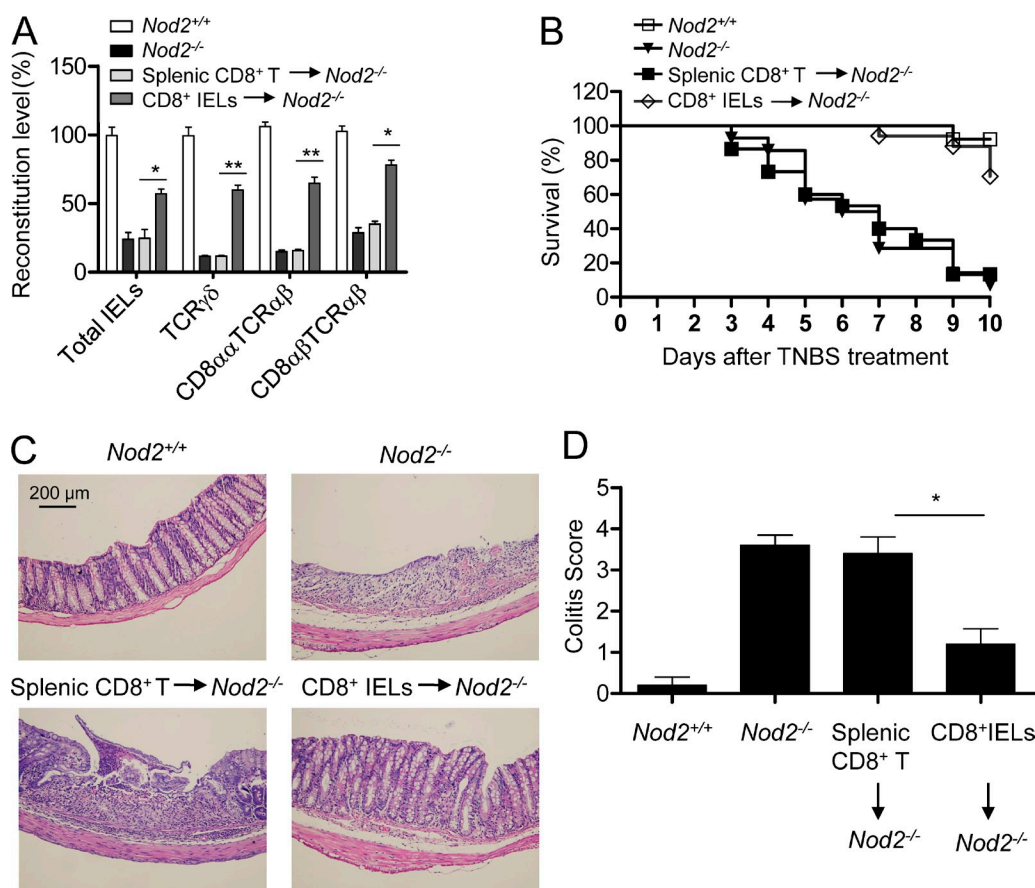 A
Nod2+/+
Nod2-/-
Splenic CD8+ T → Nod2-/-
CD8+ IELs → Nod2-/-
Reconstitution level (%)
150
100
50
0
* ** ** *
Total IELs
TCRγδ
CD8αα TCRαβ
CD8αβTCRαβ
B
Nod2+/+
Nod2-/-
Splenic CD8+ T → Nod2-/-
CD8+ IELs → Nod2-/-
Survival (%)
100
80
60
40
20
0
0 1 2 3 4 5 6 7 8 9 10
Days after TNBS treatment
C
Nod2+/+ Nod2-/-
200 µm
Splenic CD8+ T → Nod2-/- CD8+ IELs → Nod2-/-
D
Colitis Score
5
4
3
2
1
0
*
Nod2+/+
Nod2-/-
Splenic
CD8+ T
↓
Nod2-/-
CD8+IELs
↓
Nod2-/-